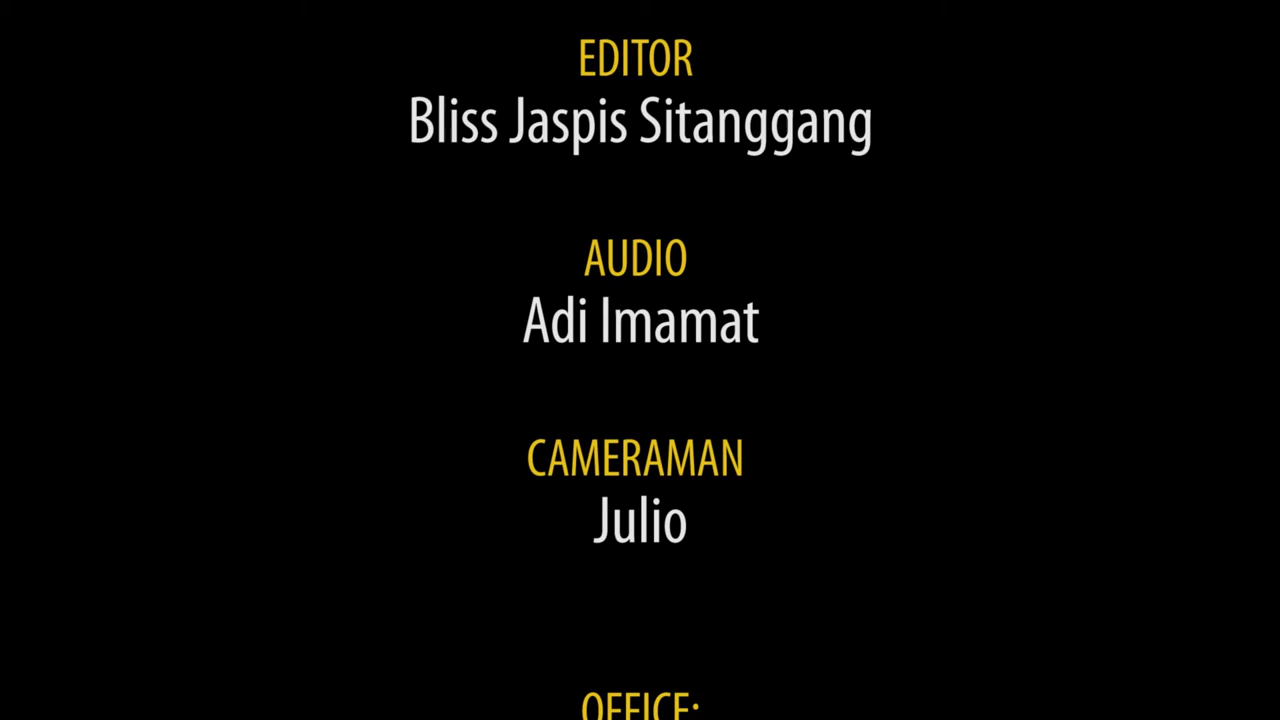 EDITOR
Bliss Jaspis Sitanggang
AUDIO
Adi Imamat
CAMERAMAN
Julio
OFFICE: